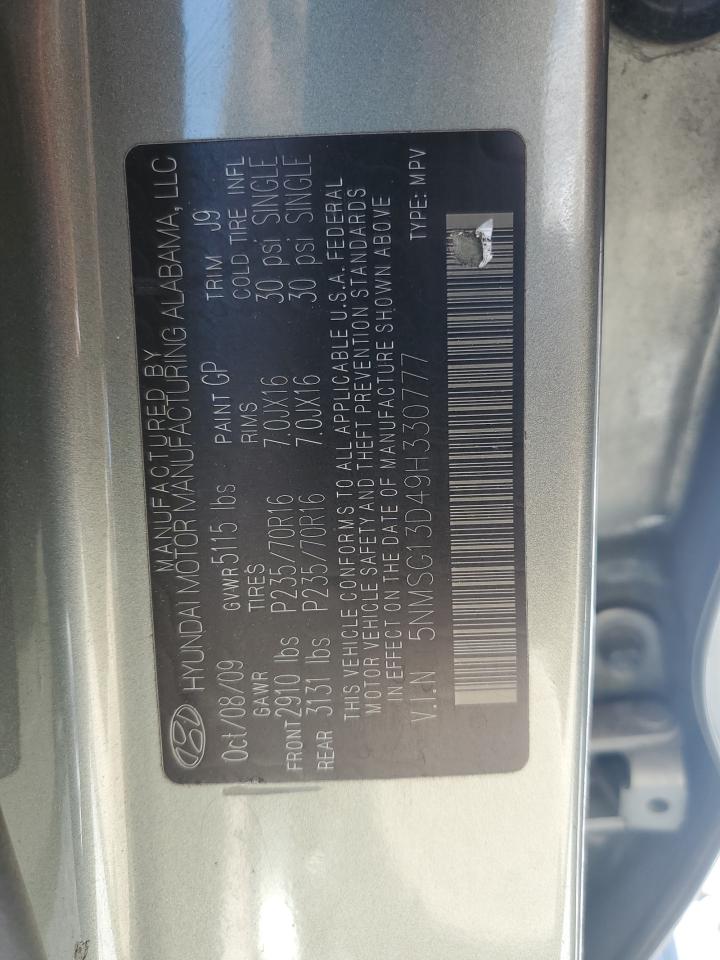 MANUFACTURED BY
HYUNDAI MOTOR MANUFACTURING ALABAMA, LLC
Oct/08/09 GVWR 5115 lbs PAINT GP TRIM J9
GAWR TIRES RIMS COLD TIRE INFL
FRONT 2910 lbs P235/70R16 7.0JX16 30 psi SINGLE
REAR 3131 lbs P235/70R16 7.0JX16 30 psi SINGLE
THIS VEHICLE CONFORMS TO ALL APPLICABLE U.S.A. FEDERAL
MOTOR VEHICLE SAFETY AND THEFT PREVENTION STANDARDS
IN EFFECT ON THE DATE OF MANUFACTURE SHOWN ABOVE
V.I.N 5NMSG13D49H330777 TYPE: MPV